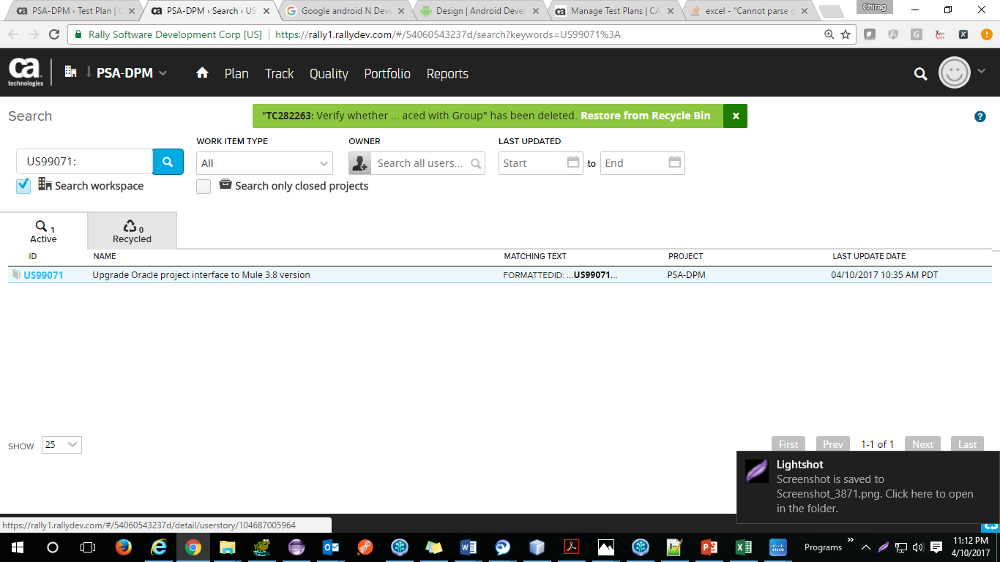 PSA-DPM › Test Plan | C
PSA-DPM › Search › US
Google android N Deve
Design | Android Devel
Manage Test Plans | CA
excel - "Cannot parse c
Chirag
Rally Software Development Corp [US]
https://rally1.rallydev.com/#/54060543237d/search?keywords=US99071%3A
ca
technologies
PSA-DPM
Plan
Track
Quality
Portfolio
Reports
Search
"TC282263: Verify whether ... aced with Group" has been deleted. Restore from Recycle Bin
x
?
WORK ITEM TYPE
OWNER
LAST UPDATED
US99071:
All
Search all users...
Start
to
End
Search workspace
Search only closed projects
1
Active
0
Recycled
ID
NAME
MATCHING TEXT
PROJECT
LAST UPDATE DATE
US99071
Upgrade Oracle project interface to Mule 3.8 version
FORMATTEDID: ...US99071...
PSA-DPM
04/10/2017 10:35 AM PDT
SHOW
25
First
Prev
1-1 of 1
Next
Last
Lightshot
Screenshot is saved to
Screenshot_3871.png. Click here to open
in the folder.
https://rally1.rallydev.com/#/54060543237d/detail/userstory/104687005964
Programs
11:12 PM
4/10/2017